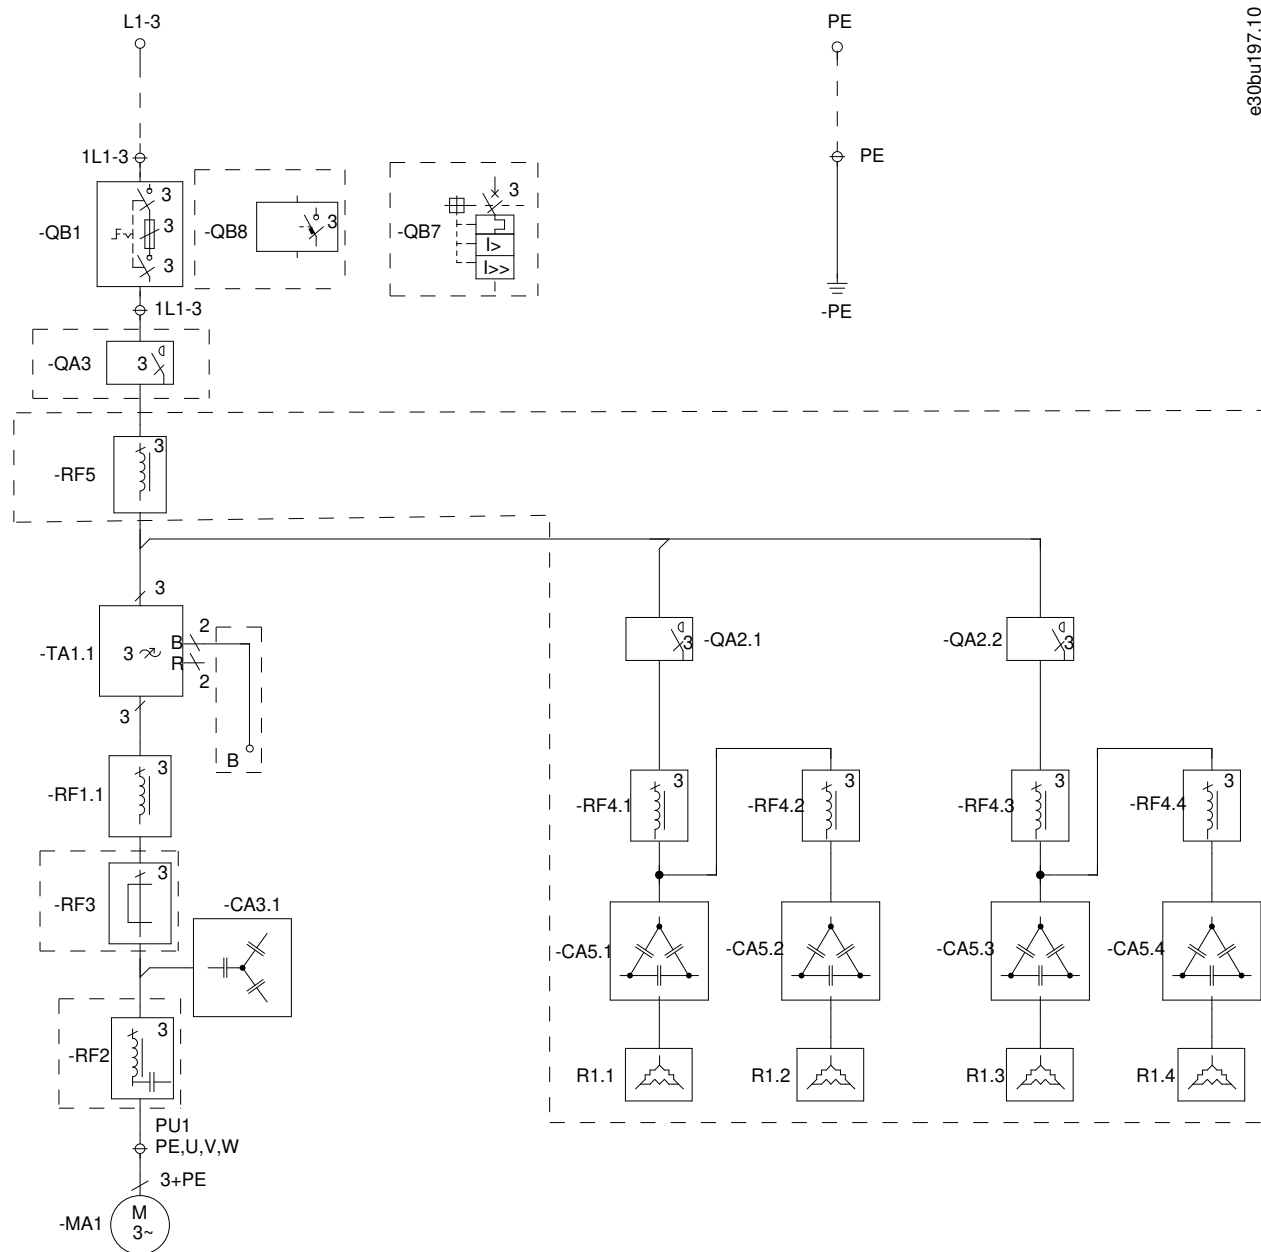 L1-3
PE
e30bu197.10
1L1-3
PE
-QB1
3
3
3
-QB8
3
-QB7
3
I>
I>>
1L1-3
-PE
-QA3
3
-RF5
3
3
-TA1.1
3
B
R
2
2
B
3
-QA2.1
3
-QA2.2
3
-RF1.1
3
-RF4.1
3
-RF4.2
3
-RF4.3
3
-RF4.4
3
-RF3
3
-CA3.1
-CA5.1
-CA5.2
-CA5.3
-CA5.4
-RF2
3
R1.1
R1.2
R1.3
R1.4
PU1
PE,U,V,W
3+PE
-MA1
M
3~